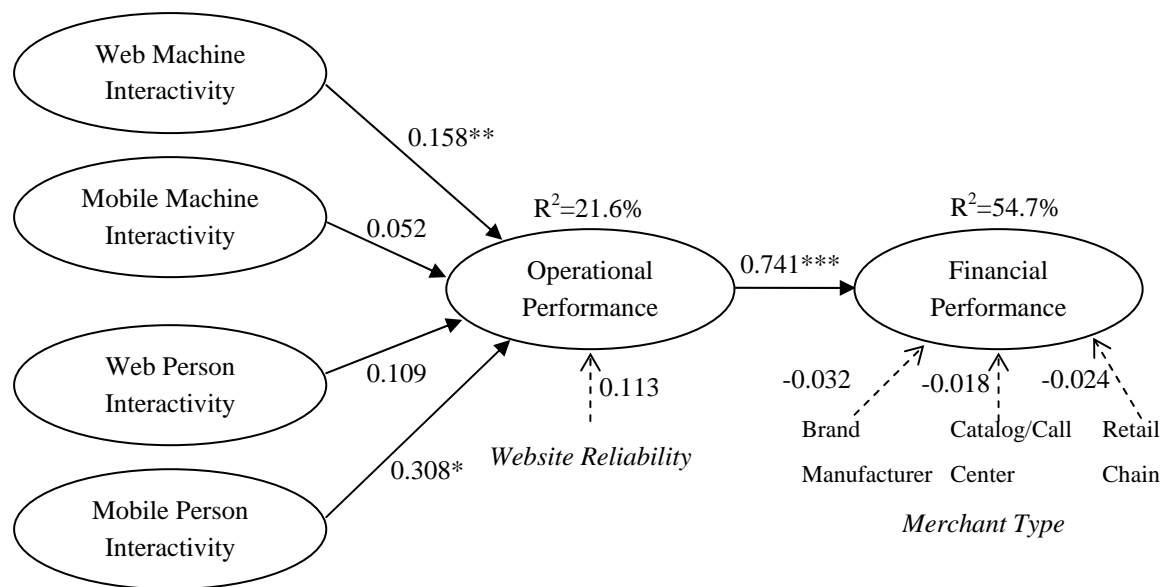 Web Machine
Interactivity
0.158**
Mobile Machine
Interactivity
0.052
R²=21.6%
R²=54.7%
Operational
Performance
0.741***
Financial
Performance
Web Person
Interactivity
0.109
0.113
-0.032
-0.018
-0.024
Website Reliability
Brand
Manufacturer
Catalog/Call
Center
Retail
Chain
0.308*
Mobile Person
Interactivity
Merchant Type